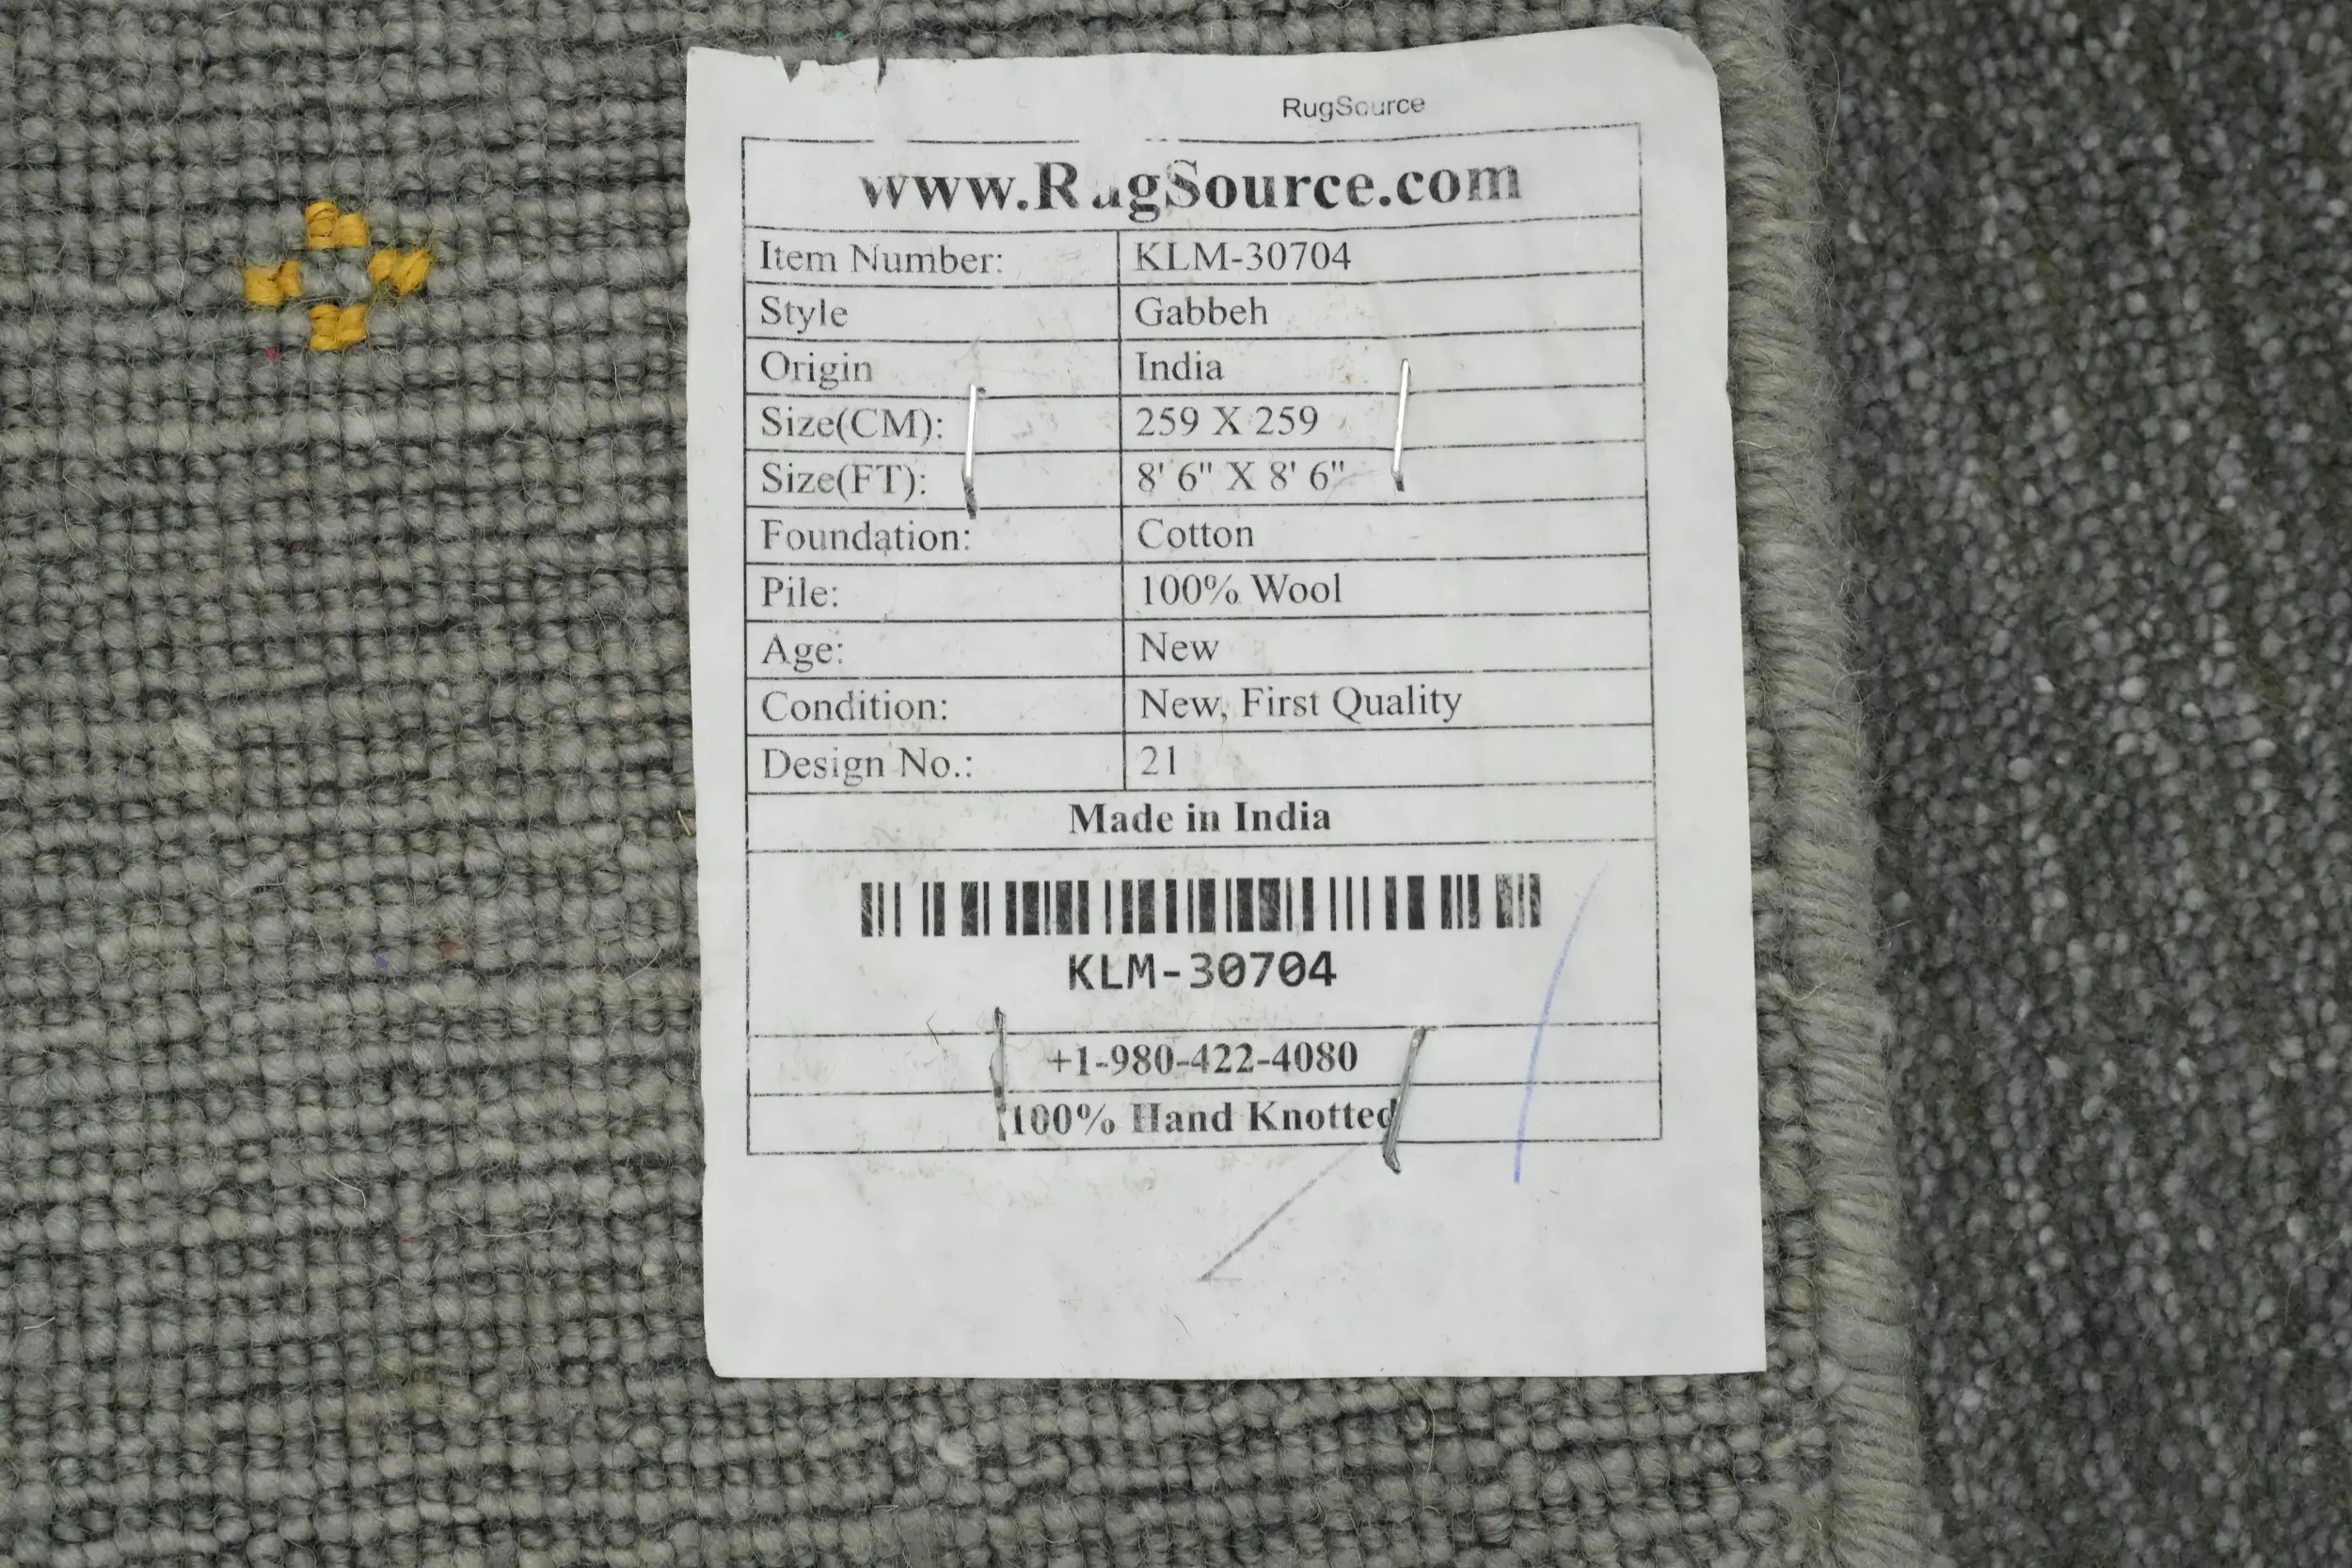 RugSource
www.RugSource.com
Item Number: KLM-30704
Style Gabbeh
Origin India
Size(CM): 259 X 259
Size(FT): 8' 6" X 8' 6"
Foundation: Cotton
Pile: 100% Wool
Age: New
Condition: New, First Quality
Design No.: 21
Made in India
KLM-30704
+1-980-422-4080
100% Hand Knotted